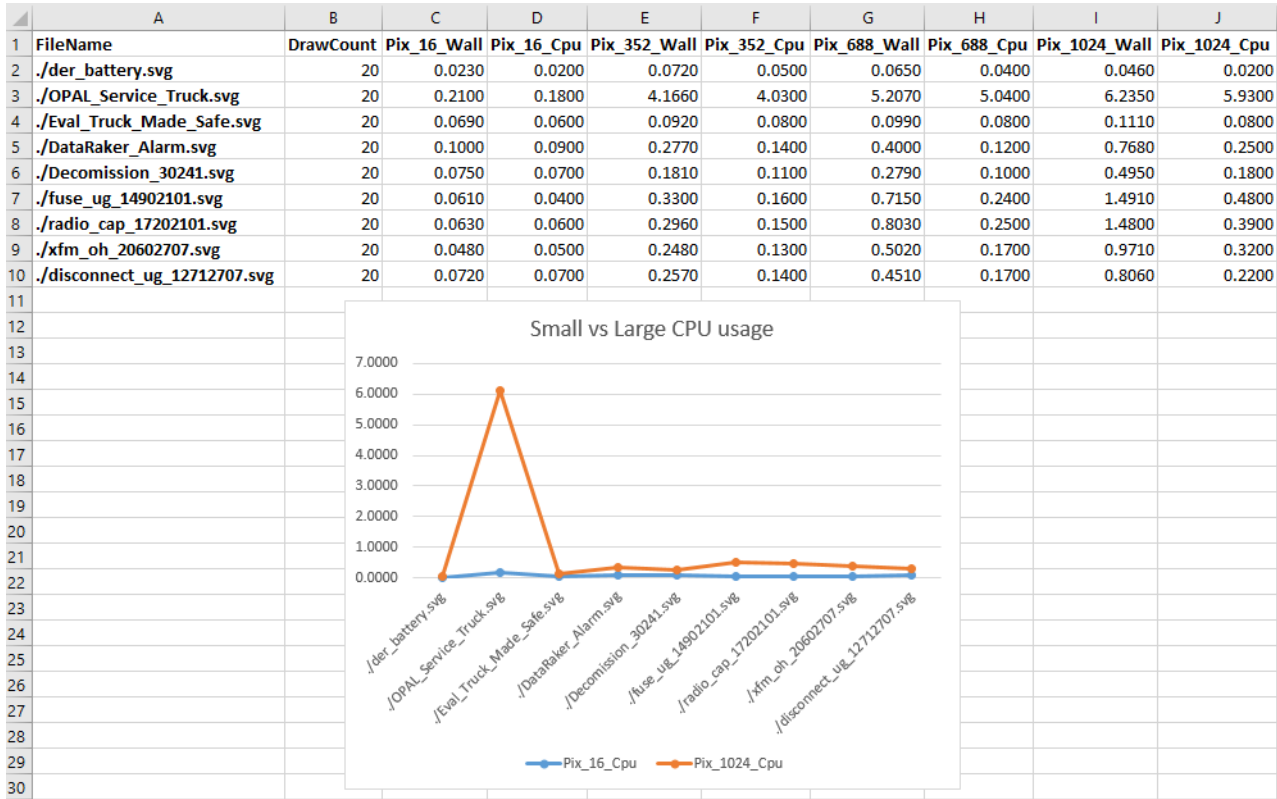 A B C D E F G H I J
1 FileName DrawCount Pix_16_Wall Pix_16_Cpu Pix_352_Wall Pix_352_Cpu Pix_688_Wall Pix_688_Cpu Pix_1024_Wall Pix_1024_Cpu
2 ./der_battery.svg 20 0.0230 0.0200 0.0720 0.0500 0.0650 0.0400 0.0460 0.0200
3 ./OPAL_Service_Truck.svg 20 0.2100 0.1800 4.1660 4.0300 5.2070 5.0400 6.2350 5.9300
4 ./Eval_Truck_Made_Safe.svg 20 0.0690 0.0600 0.0920 0.0800 0.0990 0.0800 0.1110 0.0800
5 ./DataRaker_Alarm.svg 20 0.1000 0.0900 0.2770 0.1400 0.4000 0.1200 0.7680 0.2500
6 ./Decomission_30241.svg 20 0.0750 0.0700 0.1810 0.1100 0.2790 0.1000 0.4950 0.1800
7 ./fuse_ug_14902101.svg 20 0.0610 0.0400 0.3300 0.1600 0.7150 0.2400 1.4910 0.4800
8 ./radio_cap_17202101.svg 20 0.0630 0.0600 0.2960 0.1500 0.8030 0.2500 1.4800 0.3900
9 ./xfm_oh_20602707.svg 20 0.0480 0.0500 0.2480 0.1300 0.5020 0.1700 0.9710 0.3200
10 ./disconnect_ug_12712707.svg 20 0.0720 0.0700 0.2570 0.1400 0.4510 0.1700 0.8060 0.2200
11
12 Small vs Large CPU usage
13
7.0000
14
6.0000
15
5.0000
16
17 4.0000
18
3.0000
19
20 2.0000
21 1.0000
22 0.0000
23
24
25
26
27
28
./der_battery.svg
./OPAL_Service_Truck.svg
./Eval_Truck_Made_Safe.svg
./DataRaker_Alarm.svg
./Decomission_30241.svg
./fuse_ug_14902101.svg
./radio_cap_17202101.svg
./xfm_oh_20602707.svg
./disconnect_ug_12712707.svg
29 Pix_16_Cpu Pix_1024_Cpu
30